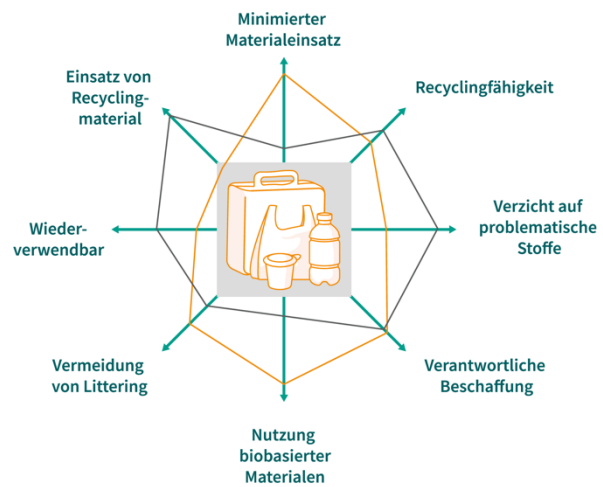 Minimierter
Materialeinsatz
Einsatz von
Recycling-
material
Recyclingfähigkeit
Wieder-
verwendbar
Verzicht auf
problematische
Stoffe
Vermeidung
von Littering
Verantwortliche
Beschaffung
Nutzung
biobasierter
Materialen